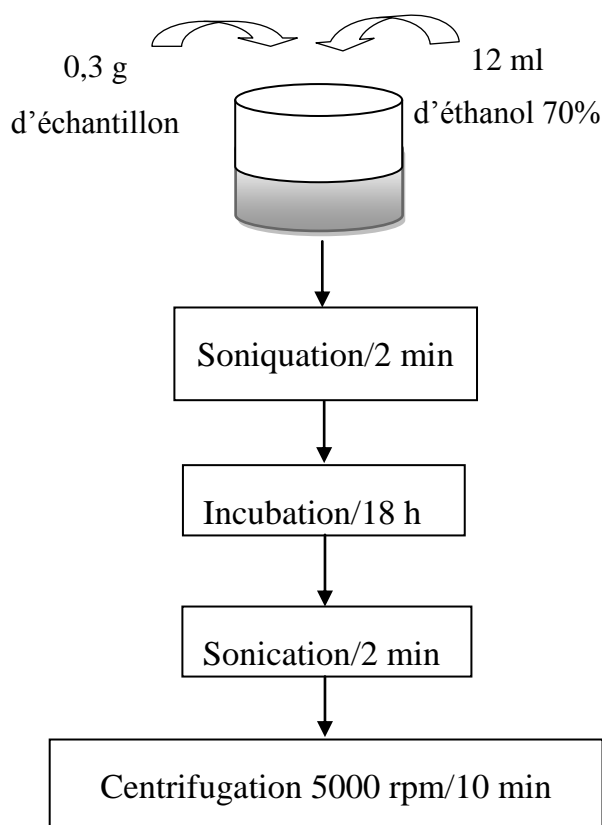 0,3 g
d’échantillon
12 ml
d’éthanol 70%
Soniquation/2 min
Incubation/18 h
Sonication/2 min
Centrifugation 5000 rpm/10 min